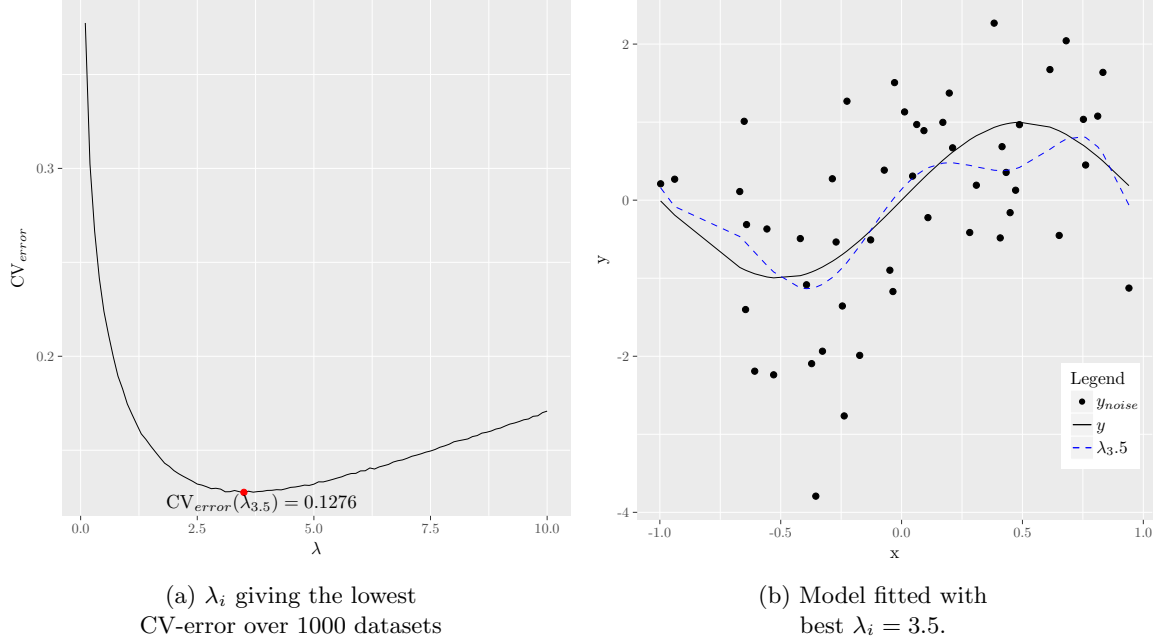 CV_error
0.3
0.2
CV_error(λ_3.5) = 0.1276
0.0
2.5
5.0
7.5
10.0
λ
(a) λ_i giving the lowest
CV-error over 1000 datasets
y
2
0
-2
-4
Legend
y_noise
y
λ_3.5
-1.0
-0.5
0.0
0.5
1.0
x
(b) Model fitted with
best λ_i = 3.5.